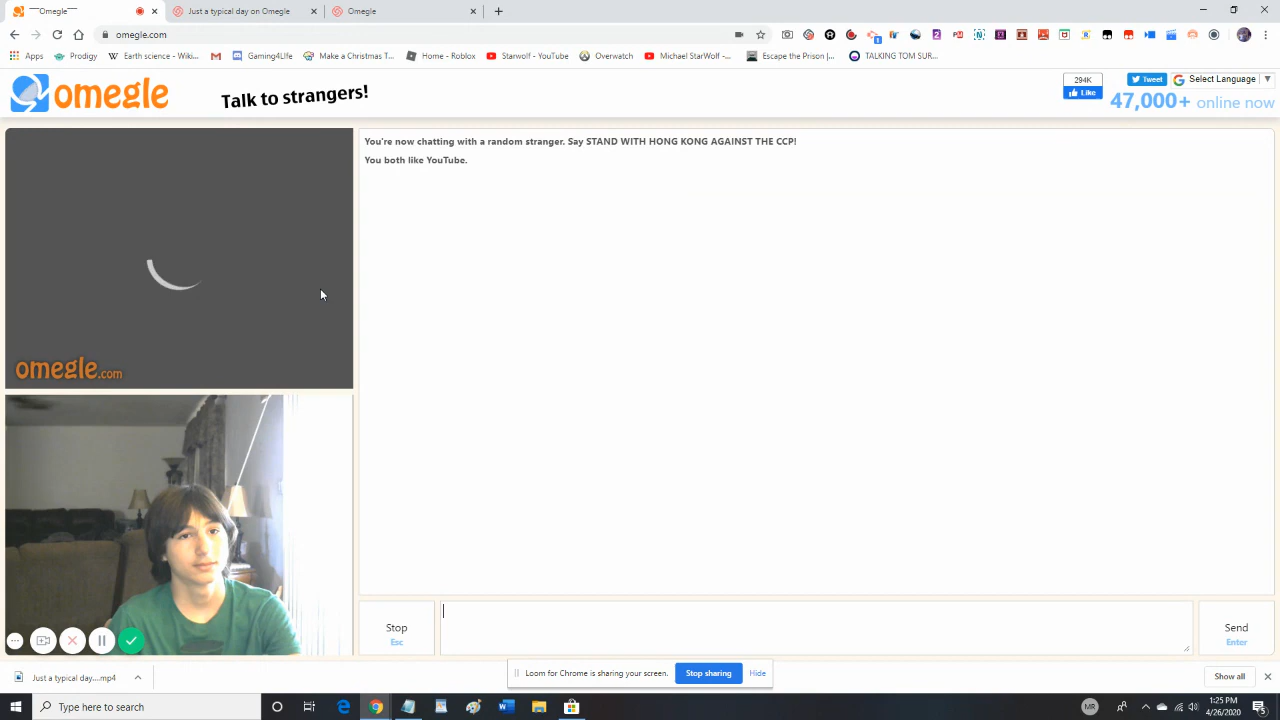 Omegle
Just a typical day on Omegle
Omegle
omegle.com
Apps
Prodigy
Earth science - Wiki...
Gaming4LIfe
Make a Christmas T...
Home - Roblox
Starwolf - YouTube
Overwatch
Michael StarWolf -...
Escape the Prison |...
TALKING TOM SUR...
omegle
Talk to strangers!
294K
Like
Tweet
Select Language
47,000+ online now
You're now chatting with a random stranger. Say STAND WITH HONG KONG AGAINST THE CCP!
You both like YouTube.
omegle.com
Stop
Esc
Send
Enter
Just a typical day....mp4
Loom for Chrome is sharing your screen.
Stop sharing
Hide
Show all
Type here to search
MR
1:25 PM
4/26/2020